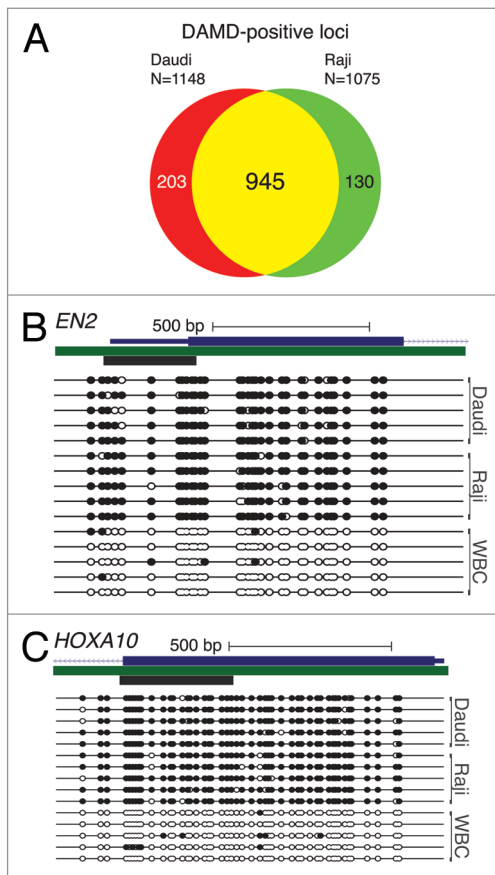 A
DAMD-positive loci
Daudi
N=1148
Raji
N=1075
203
945
130
B
EN2
500 bp
Daudi
Raji
WBC
C
HOXA10
500 bp
Daudi
Raji
WBC